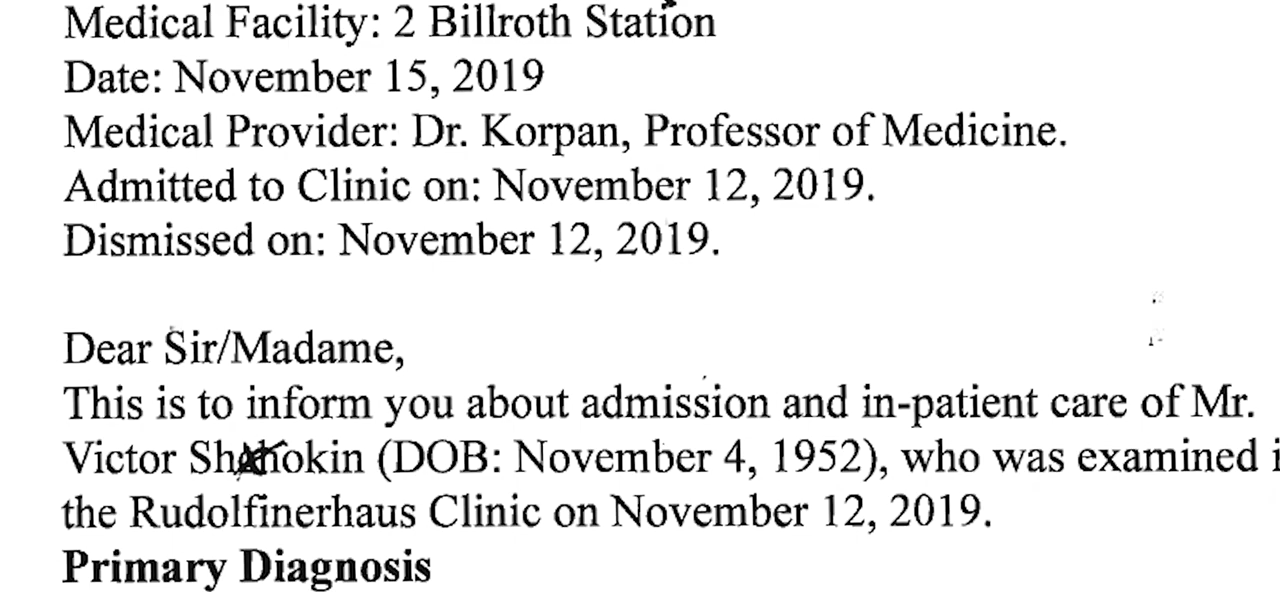 Medical Facility: 2 Billroth Station
Date: November 15, 2019
Medical Provider: Dr. Korpan, Professor of Medicine.
Admitted to Clinic on: November 12, 2019.
Dismissed on: November 12, 2019.
Dear Sir/Madame,
This is to inform you about admission and in-patient care of Mr.
Victor (DOB: November 4, 1952), who was examined i
the Rudolfinerhaus Clinic on November 12, 2019.
Primary Diagnosis